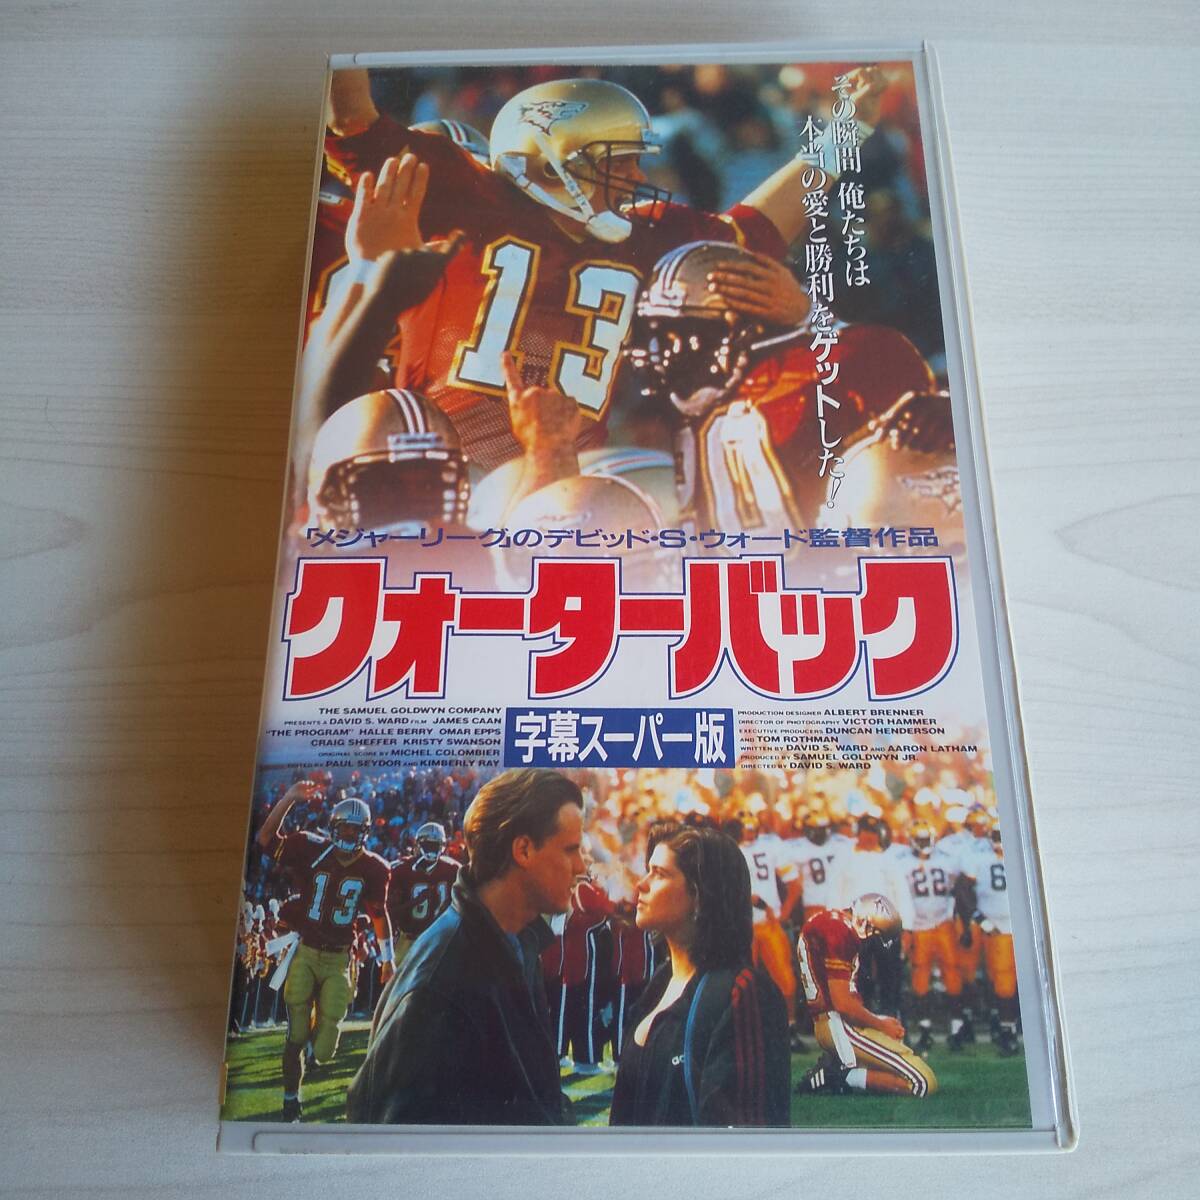 その瞬間 俺たちは
本当の愛と勝利をゲットした!
13
「メジャーリーグ」のデビッド・S・ウォード監督作品
クォーターバック
字幕スーパー版
THE SAMUEL GOLDWYN COMPANY
PRESENTS A DAVID S. WARD FILM JAMES CAAN
"THE PROGRAM" HALLE BERRY OMAR EPPS
CRAIG SHEFFER KRISTY SWANSON
ORIGINAL SCORE BY MICHEL COLOMBIER
EDITED BY PAUL SEYDOR AND KIMBERLY RAY
PRODUCTION DESIGNER ALBERT BRENNER
DIRECTOR OF PHOTOGRAPHY VICTOR HAMMER
EXECUTIVE PRODUCERS DUNCAN HENDERSON
AND TOM ROTHMAN
WRITTEN BY DAVID S. WARD AND AARON LATHAM
PRODUCED BY SAMUEL GOLDWYN JR.
DIRECTED BY DAVID S. WARD
13
81
5
22
6